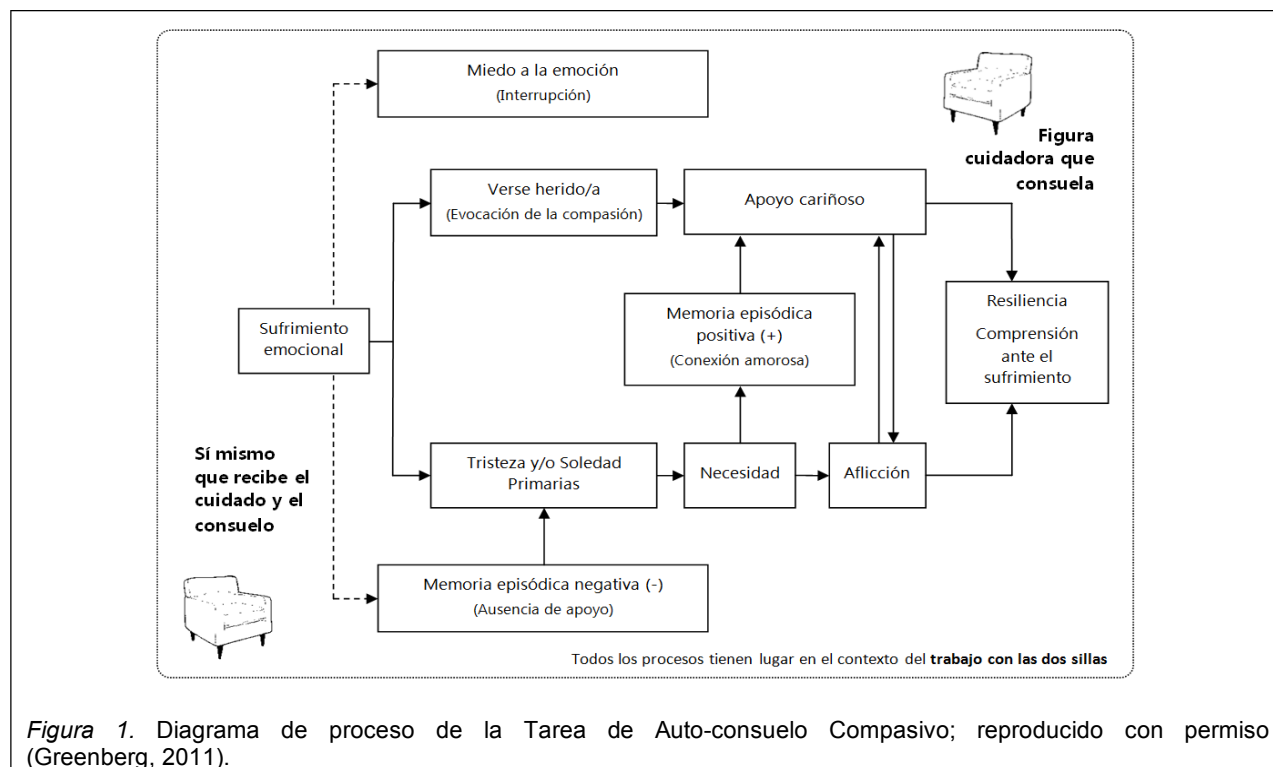 Miedo a la emoción
(Interrupción)
Figura
cuidadora que
consuela
Verse herido/a
(Evocación de la compasión)
Apoyo cariñoso
Memoria episódica
positiva (+)
(Conexión amorosa)
Resiliencia
Comprensión
ante el
sufrimiento
Sufrimiento
emocional
Sí mismo
que recibe el
cuidado y el
consuelo
Tristeza y/o Soledad
Primarias
Necesidad
Aflicción
Memoria episódica negativa (-)
(Ausencia de apoyo)
Todos los procesos tienen lugar en el contexto del trabajo con las dos sillas
Figura 1. Diagrama de proceso de la Tarea de Auto-consuelo Compasivo; reproducido con permiso
(Greenberg, 2011).